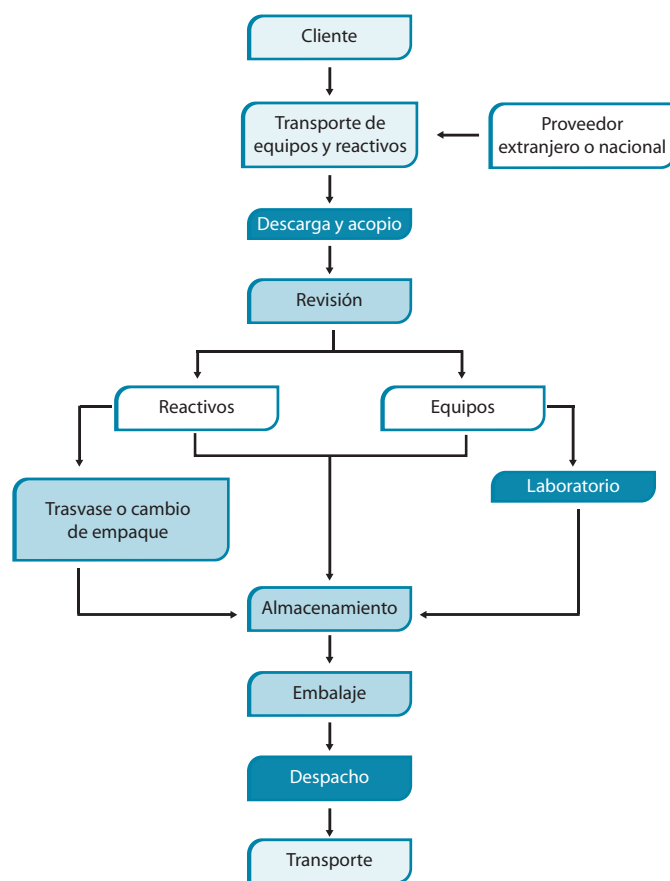 Cliente
Transporte de
equipos y reactivos
Proveedor
extranjero o nacional
Descarga y acopio
Revisión
Reactivos
Equipos
Trasvase o cambio
de empaque
Laboratorio
Almacenamiento
Embalaje
Despacho
Transporte